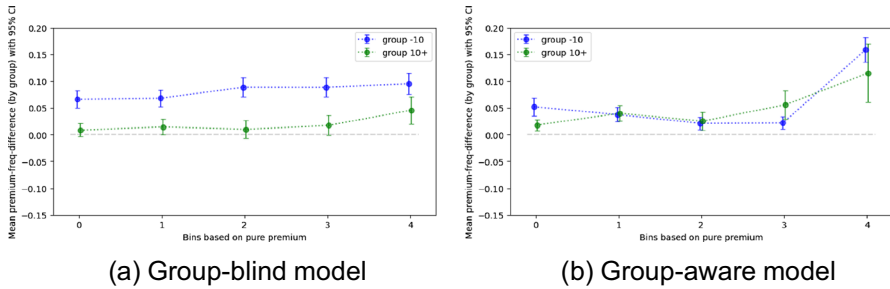 Mean premium-freq-difference (by group) with 95% CI
0.20
0.15
0.10
0.05
0.00
−0.05
−0.10
−0.15
group -10
group 10+
0 1 2 3 4
Bins based on pure premium
(a) Group-blind model
Mean premium-freq-difference (by group) with 95% CI
0.20
0.15
0.10
0.05
0.00
−0.05
−0.10
−0.15
group -10
group 10+
0 1 2 3 4
Bins based on pure premium
(b) Group-aware model